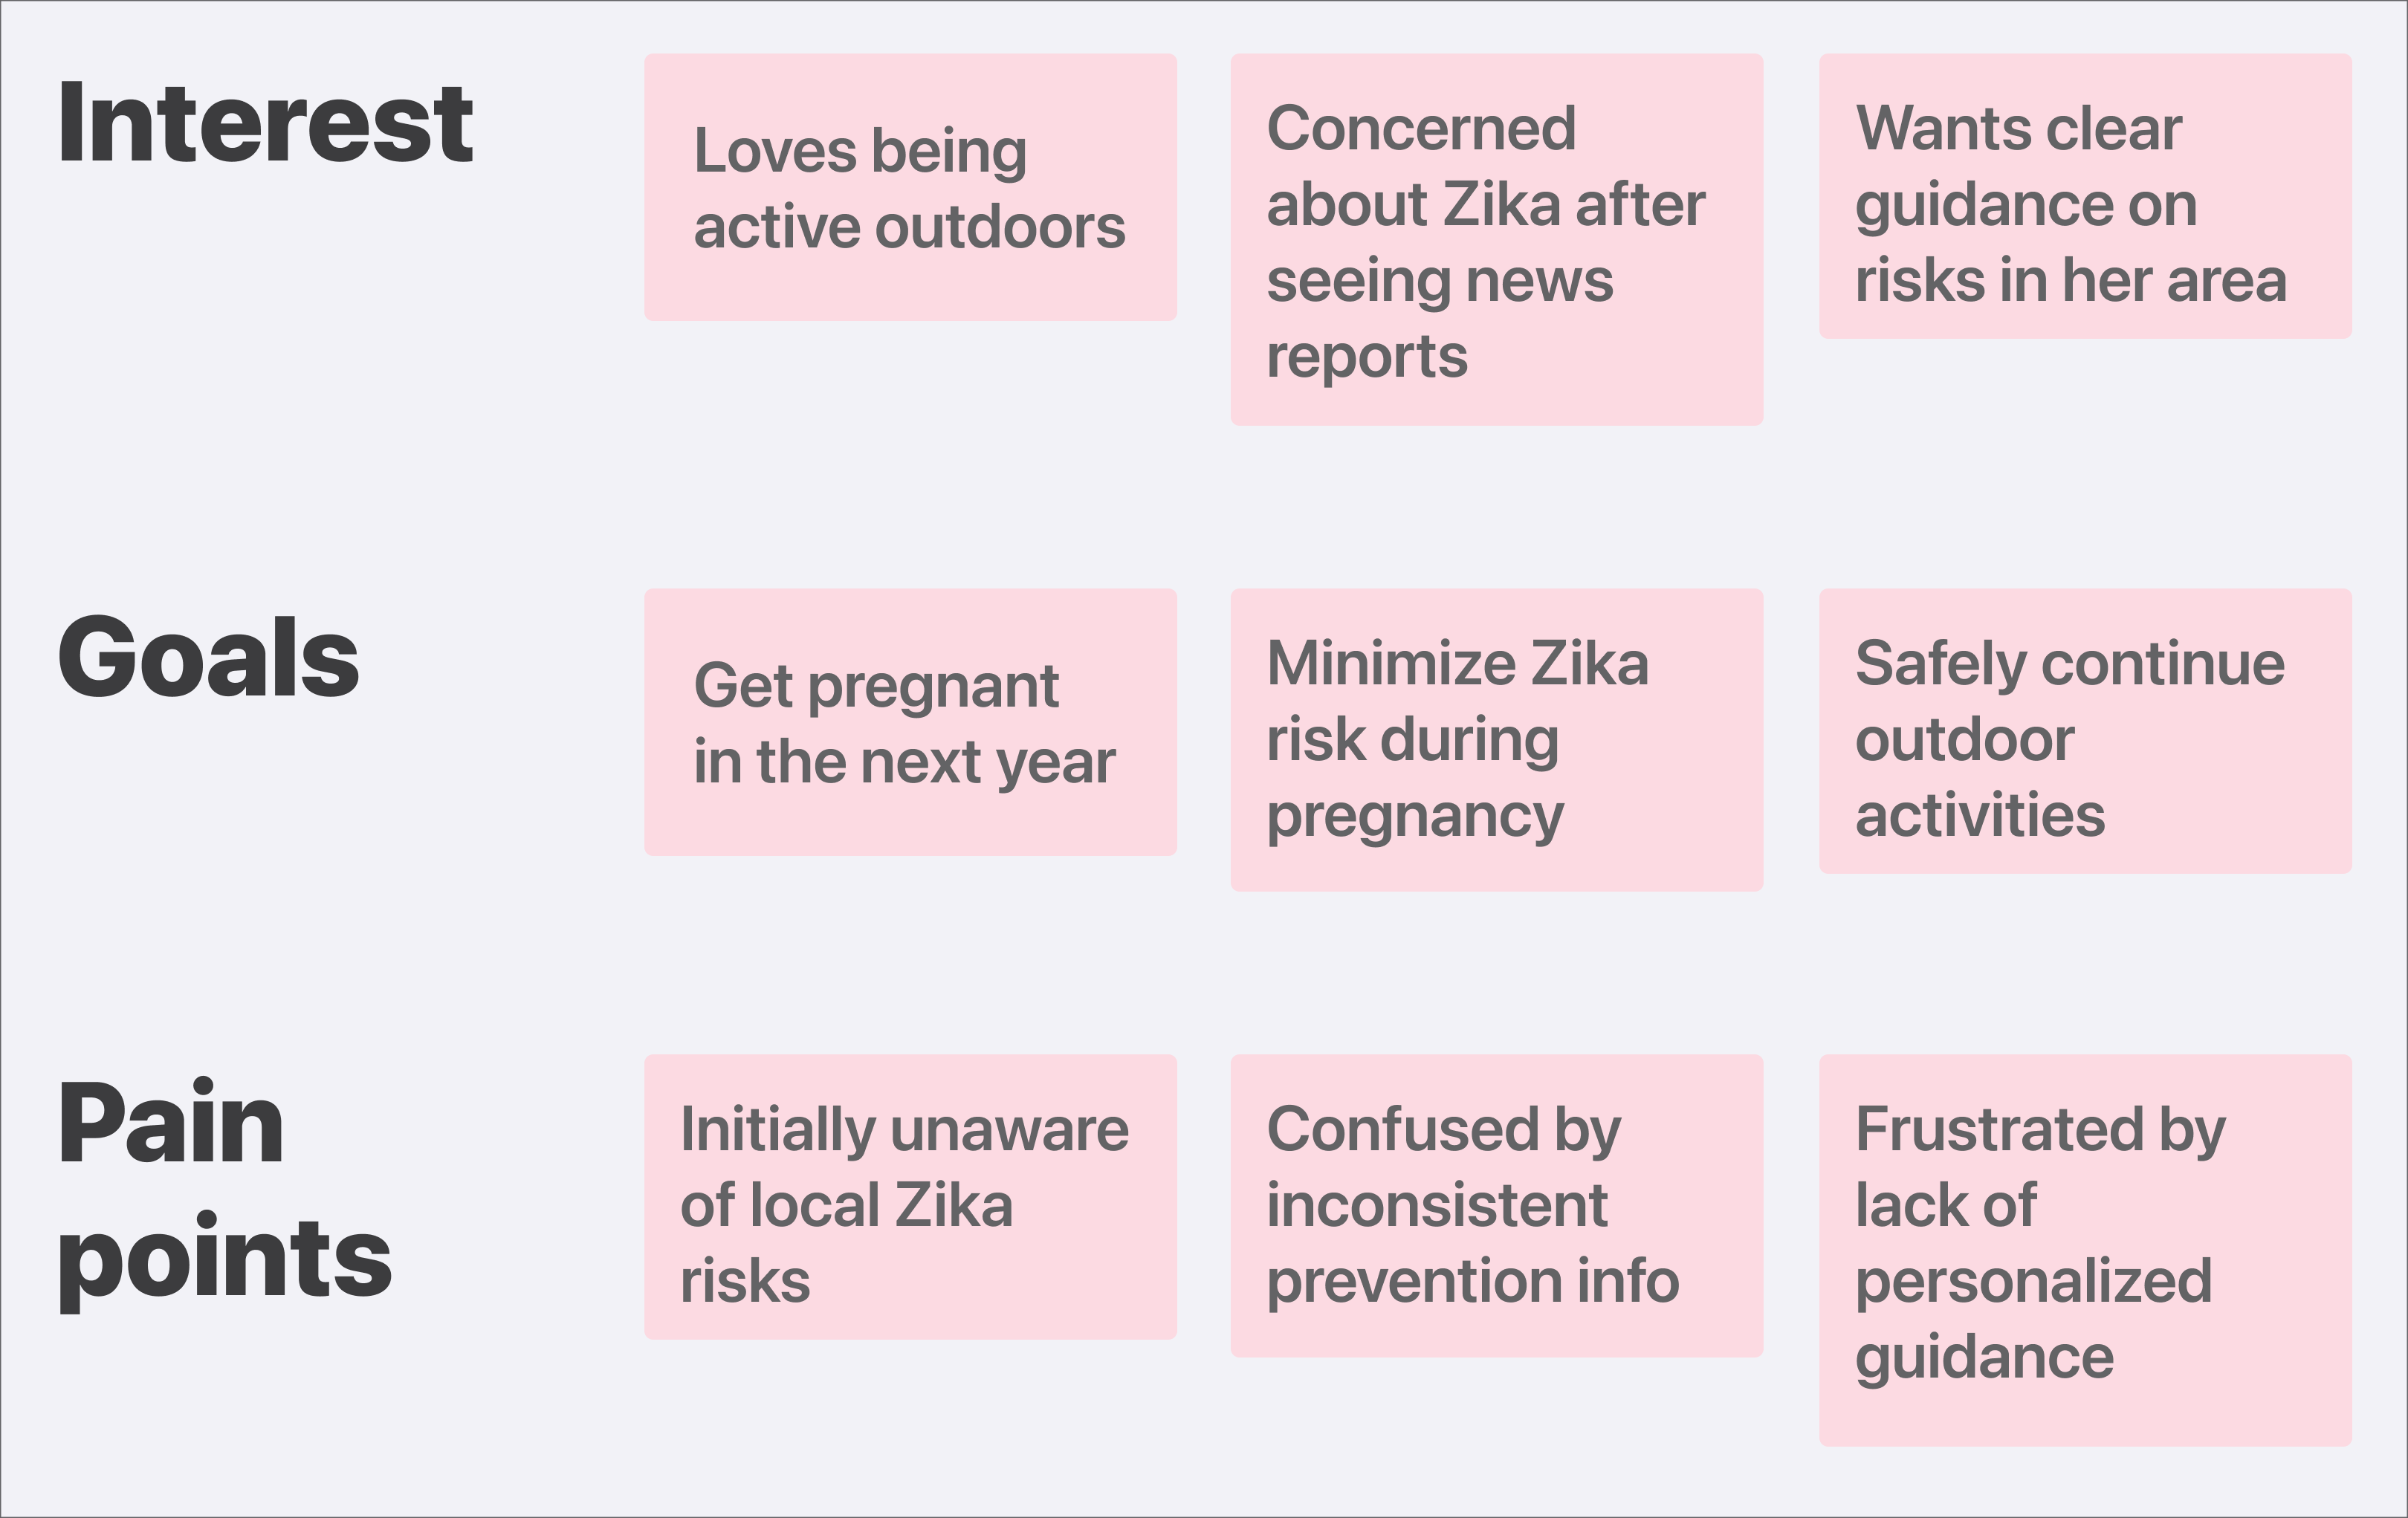 Interest
Loves being
active outdoors
Concerned
about Zika after
seeing news
reports
Wants clear
guidance on
risks in her area
Goals
Get pregnant
in the next year
Minimize Zika
risk during
pregnancy
Safely continue
outdoor
activities
Pain
points
Initially unaware
of local Zika
risks
Confused by
inconsistent
prevention info
Frustrated by
lack of
personalized
guidance